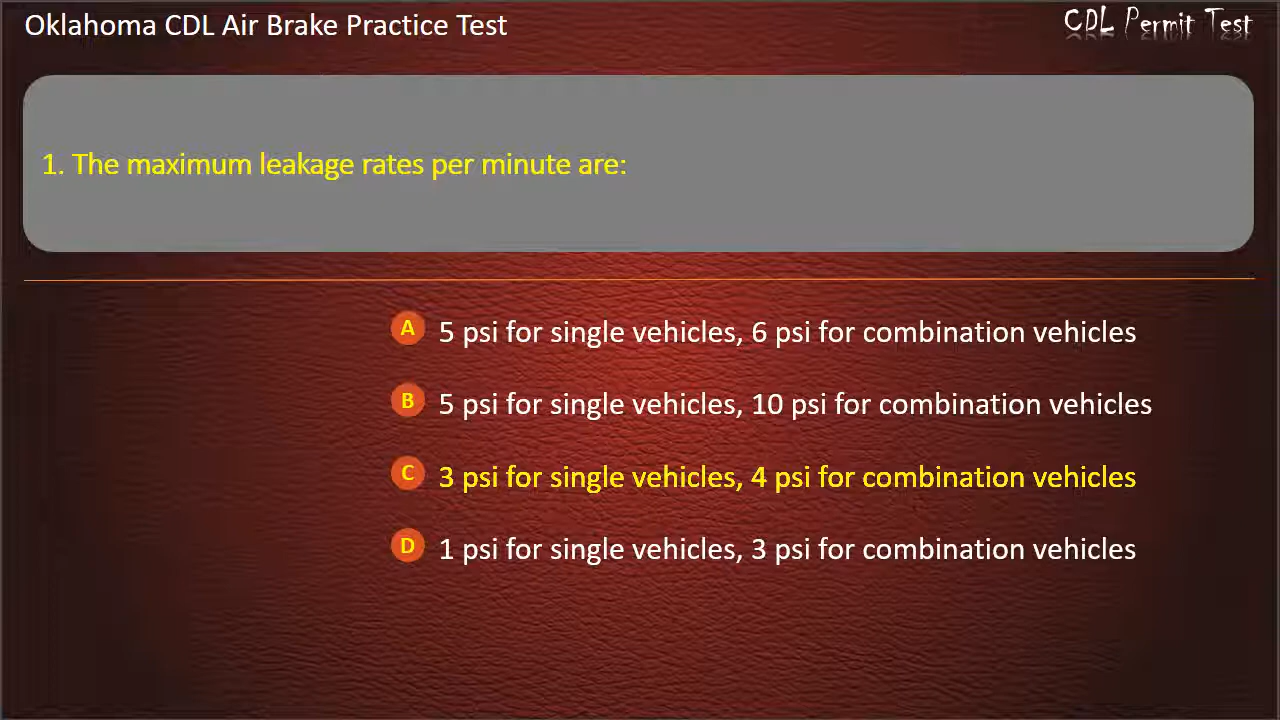 Oklahoma CDL Air Brake Practice Test
CDL Permit Test
1. The maximum leakage rates per minute are:
A 5 psi for single vehicles, 6 psi for combination vehicles
B 5 psi for single vehicles, 10 psi for combination vehicles
C 3 psi for single vehicles, 4 psi for combination vehicles
D 1 psi for single vehicles, 3 psi for combination vehicles